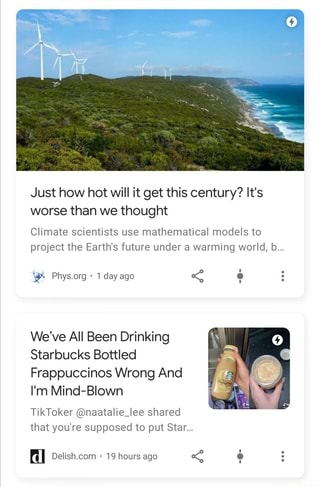 Just how hot will it get this century? It's
worse than we thought
Climate scientists use mathematical models to
project the Earth's future under a warming world, b...
Phys.org • 1 day ago
We've All Been Drinking
Starbucks Bottled
Frappuccinos Wrong And
I'm Mind-Blown
TikToker @naatalie_lee shared
that you're supposed to put Star...
d
Delish.com • 19 hours ago